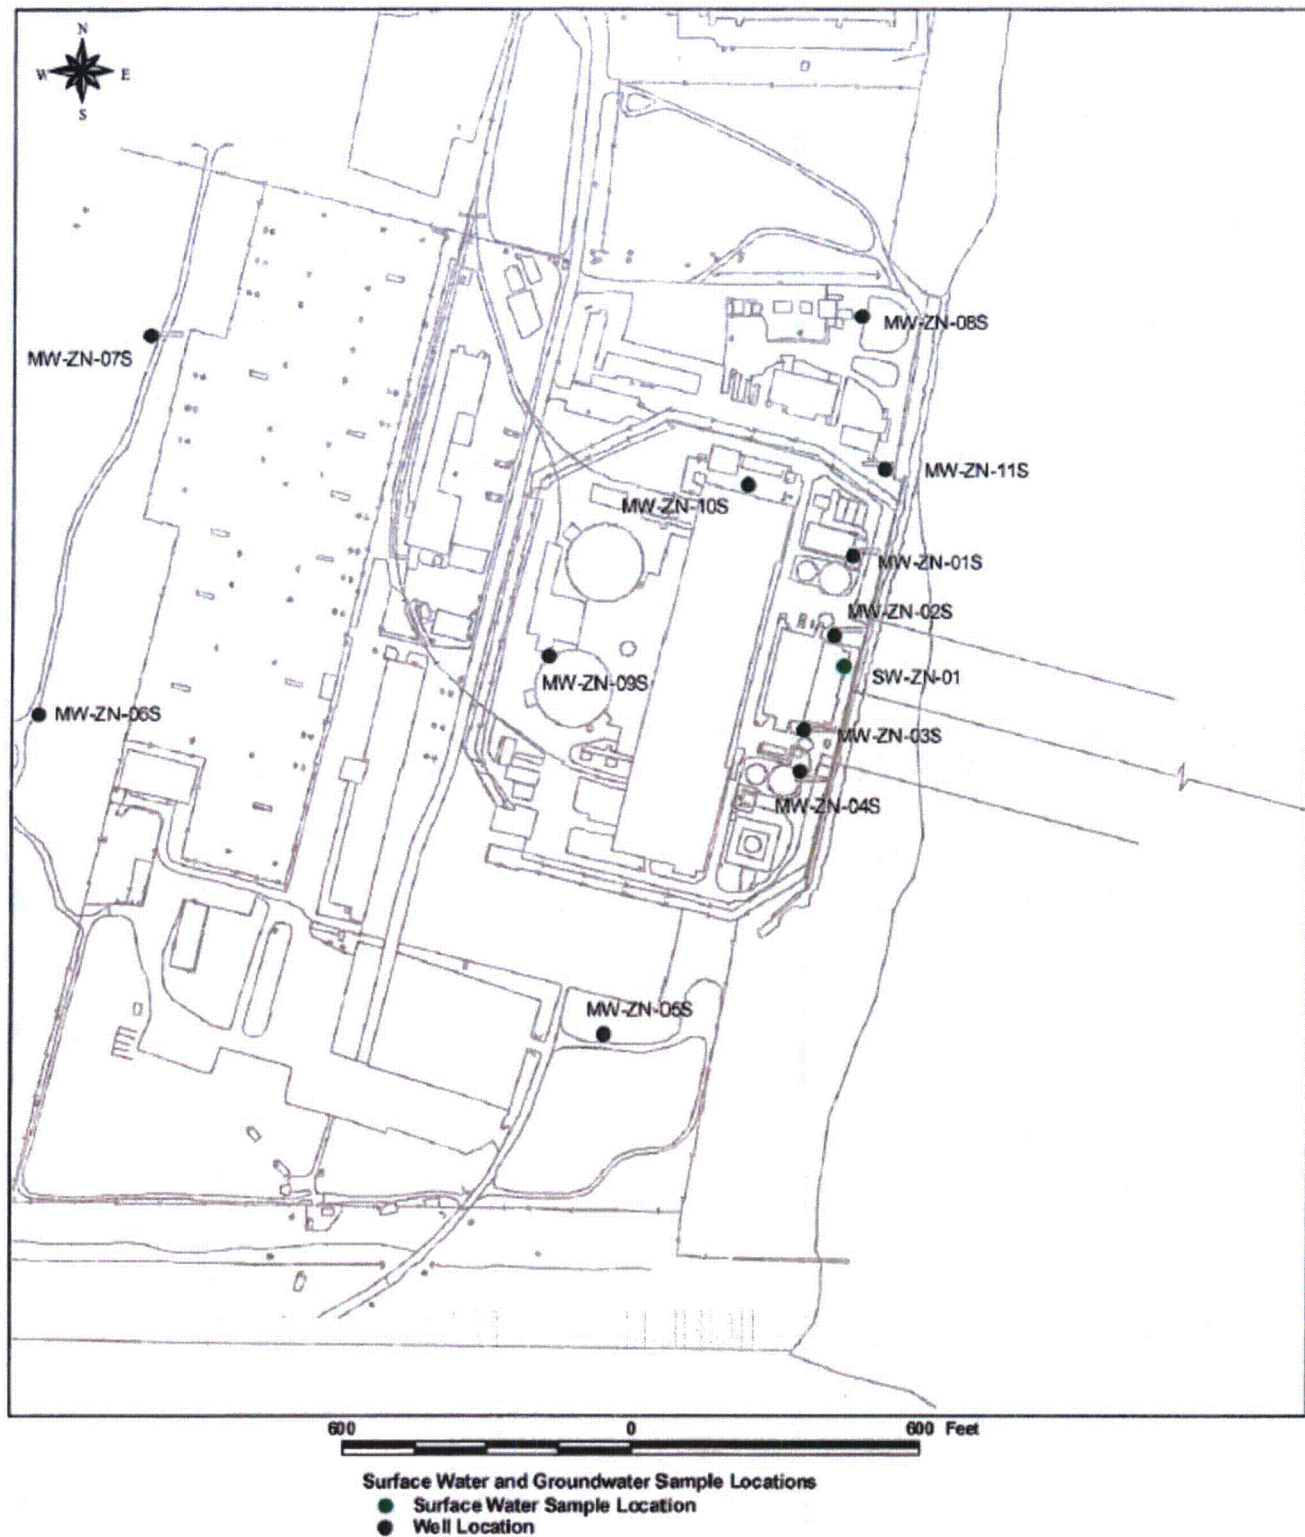 N
W E
S
MW-ZN-08S
MW-ZN-07S
MW-ZN-11S
MW-ZN-10S
MW-ZN-01S
MW-ZN-02S
SW-ZN-01
MW-ZN-09S
MW-ZN-06S
MW-ZN-03S
MW-ZN-04S
MW-ZN-05S
600 0 600 Feet
Surface Water and Groundwater Sample Locations
Surface Water Sample Location
Well Location